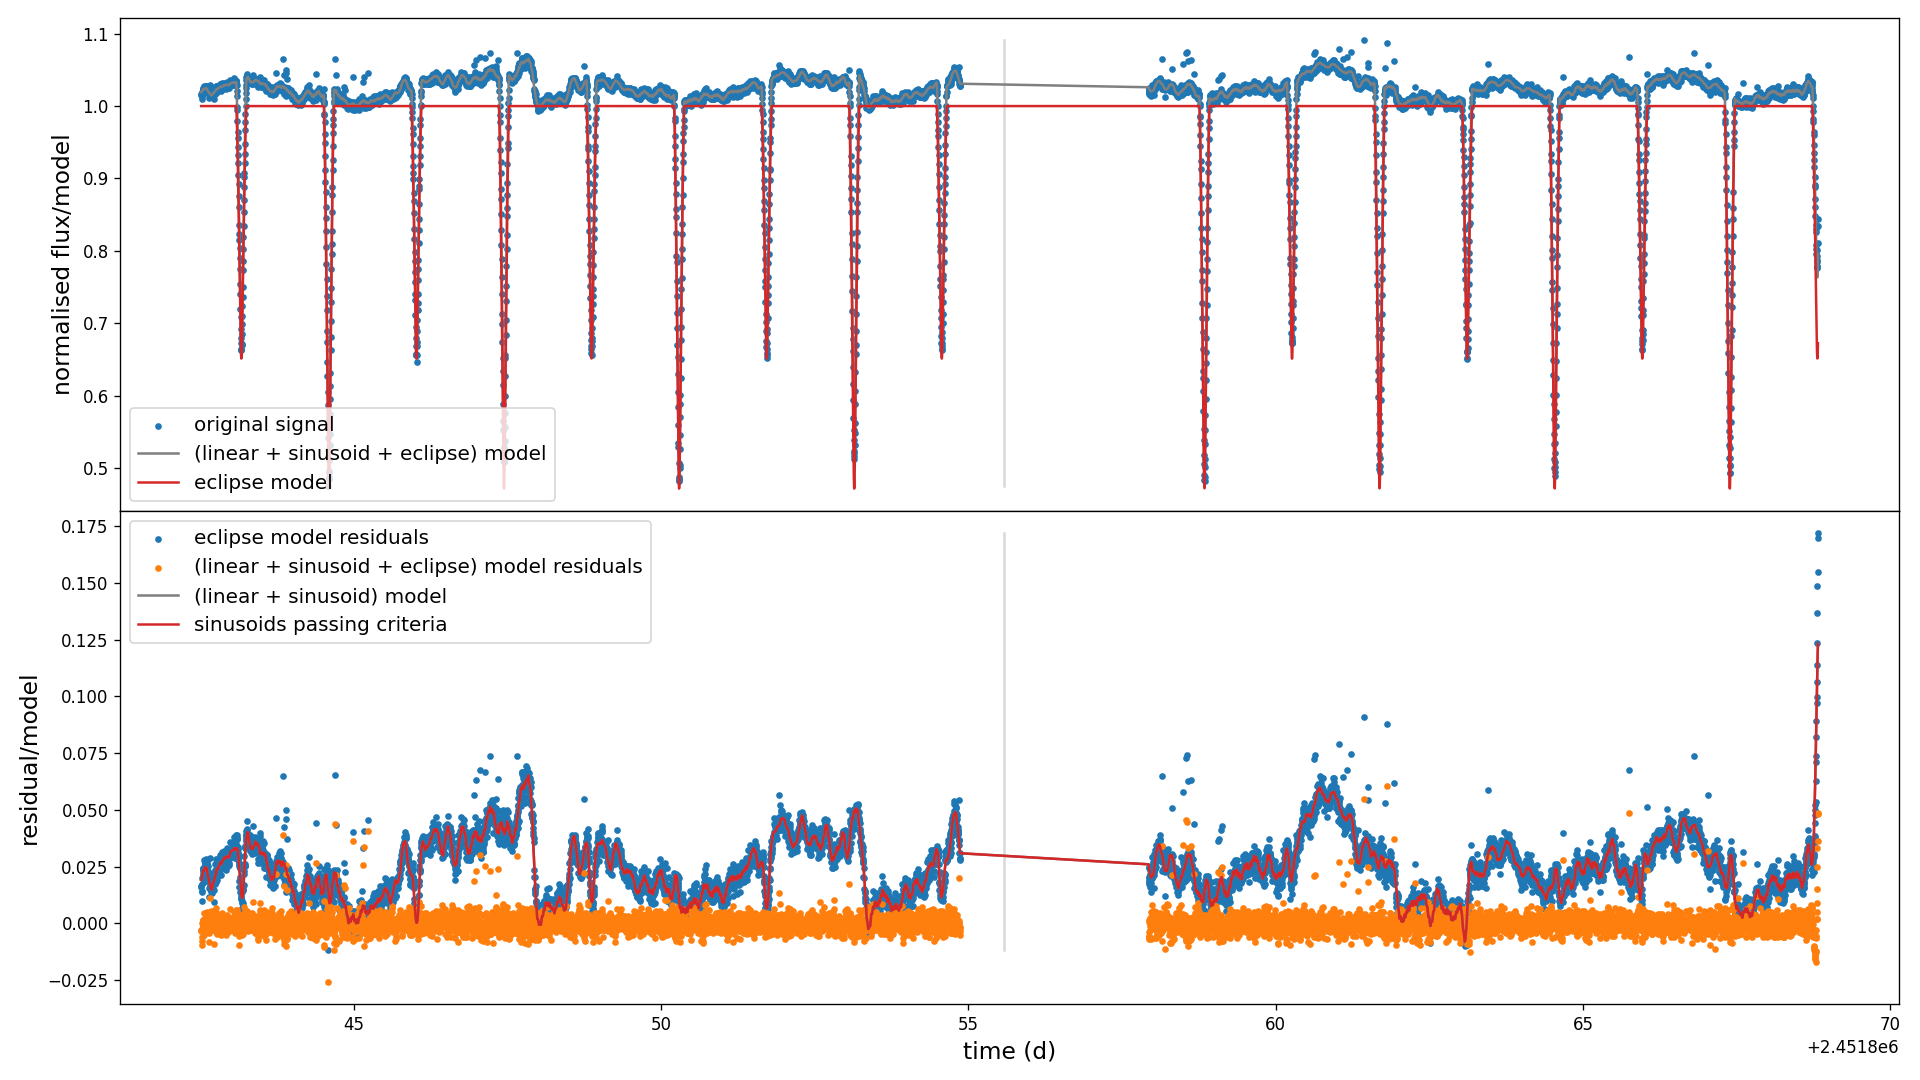 1.1
1.0
0.9
0.8
0.7
0.6
0.5
normalised flux/model
original signal
(linear + sinusoid + eclipse) model
eclipse model
0.175
0.150
0.125
0.100
0.075
0.050
0.025
0.000
−0.025
residual/model
eclipse model residuals
(linear + sinusoid + eclipse) model residuals
(linear + sinusoid) model
sinusoids passing criteria
45 50 55 60 65 70
+2.4518e6
time (d)